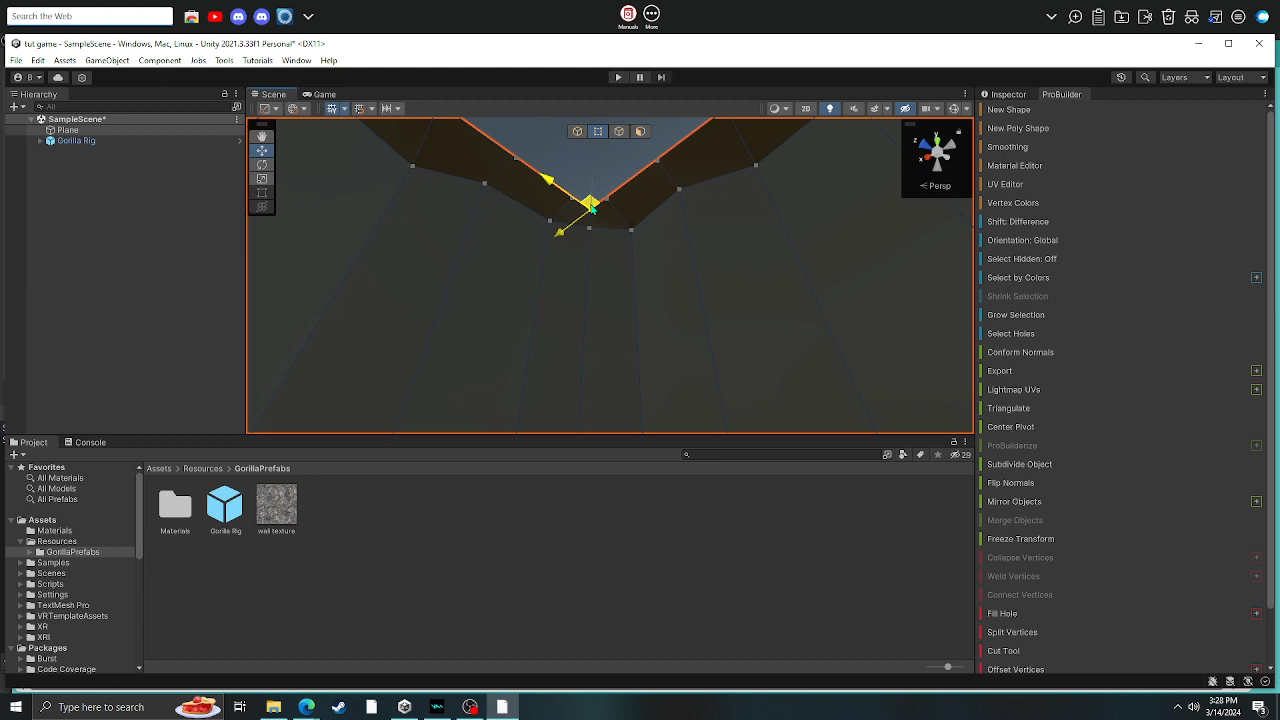 Search the Web
Manuals
More
tut game - SampleScene - Windows, Mac, Linux - Unity 2021.3.33f1 Personal* <DX11>
File Edit Assets GameObject Component Jobs Tools Tutorials Window Help
B
Layers
Layout
Hierarchy
Scene
Game
Inspector
ProBuilder
All
2D
SampleScene*
Plane
Gorilla Rig
y
z
x
Persp
New Shape
New Poly Shape
Smoothing
Material Editor
UV Editor
Vertex Colors
Shift: Difference
Orientation: Global
Select Hidden: Off
Select by Colors
Shrink Selection
Grow Selection
Select Holes
Conform Normals
Export
Lightmap UVs
Triangulate
Center Pivot
ProBuilderize
Subdivide Object
Flip Normals
Mirror Objects
Merge Objects
Freeze Transform
Collapse Vertices
Weld Vertices
Connect Vertices
Fill Hole
Split Vertices
Cut Tool
Offset Vertices
Project
Console
29
Favorites
All Materials
All Models
All Prefabs
Assets
Materials
Resources
GorillaPrefabs
Samples
Scenes
Scripts
Settings
TextMesh Pro
VRTemplateAssets
XR
XRI
Packages
Burst
Code Coverage
Assets > Resources > GorillaPrefabs
Materials
Gorilla Rig
wall texture
Type here to search
3:28 PM
3/14/2024